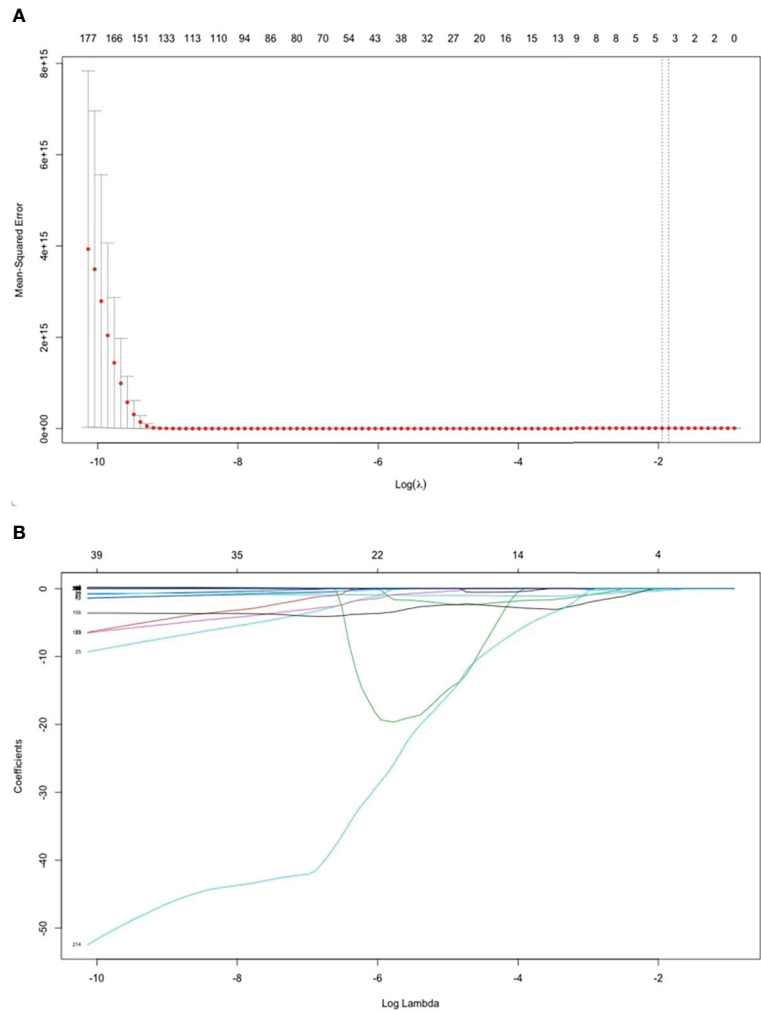 A
177 166 151 133 113 110 94 86 80 70 54 43 38 32 27 20 16 15 13 9 8 8 5 5 3 2 2 0
8e+15
6e+15
4e+15
2e+15
0e+00
Mean-Squared Error
-10 -8 -6 -4 -2
Log(λ)
B
39 35 22 14 4
0
-10
-20
-30
-40
-50
Coefficients
158
25
214
-10 -8 -6 -4 -2
Log Lambda